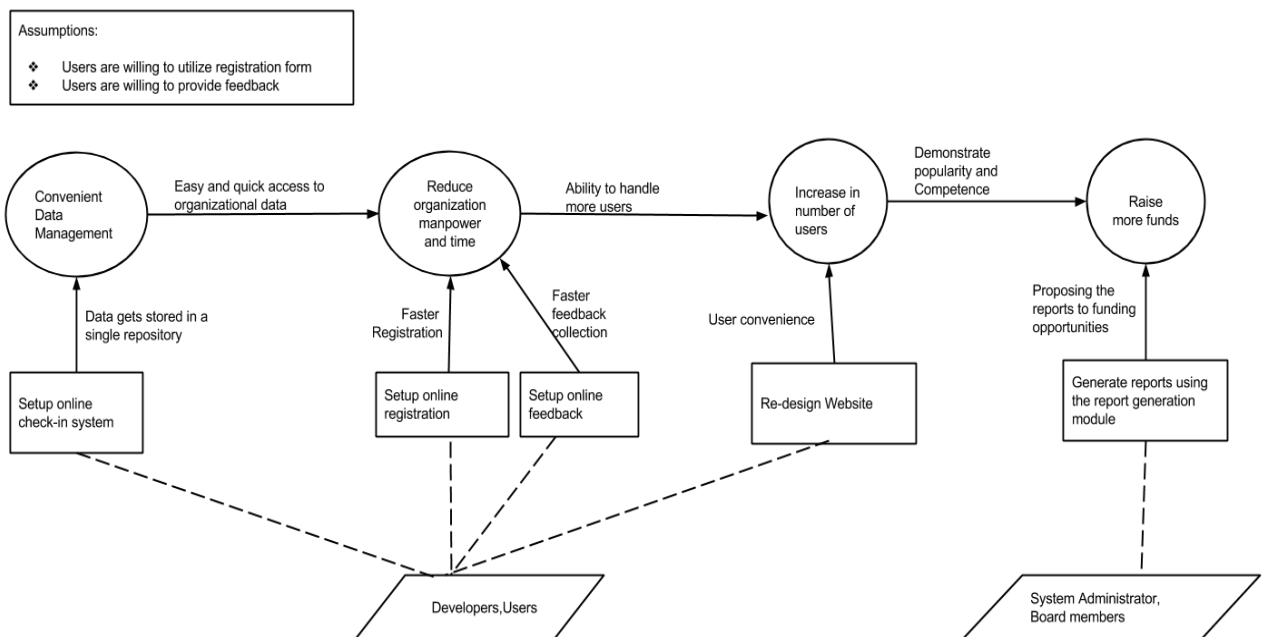 Assumptions:
❖ Users are willing to utilize registration form
❖ Users are willing to provide feedback
Convenient
Data
Management
Easy and quick access to
organizational data
Reduce
organization
manpower
and time
Ability to handle
more users
Increase in
number of
users
Demonstrate
popularity and
Competence
Raise
more funds
Data gets stored in a
single repository
Faster
Registration
Faster
feedback
collection
User convenience
Proposing the
reports to funding
opportunities
Setup online
check-in system
Setup online
registration
Setup online
feedback
Re-design Website
Generate reports using
the report generation
module
Developers,Users
System Administrator,
Board members